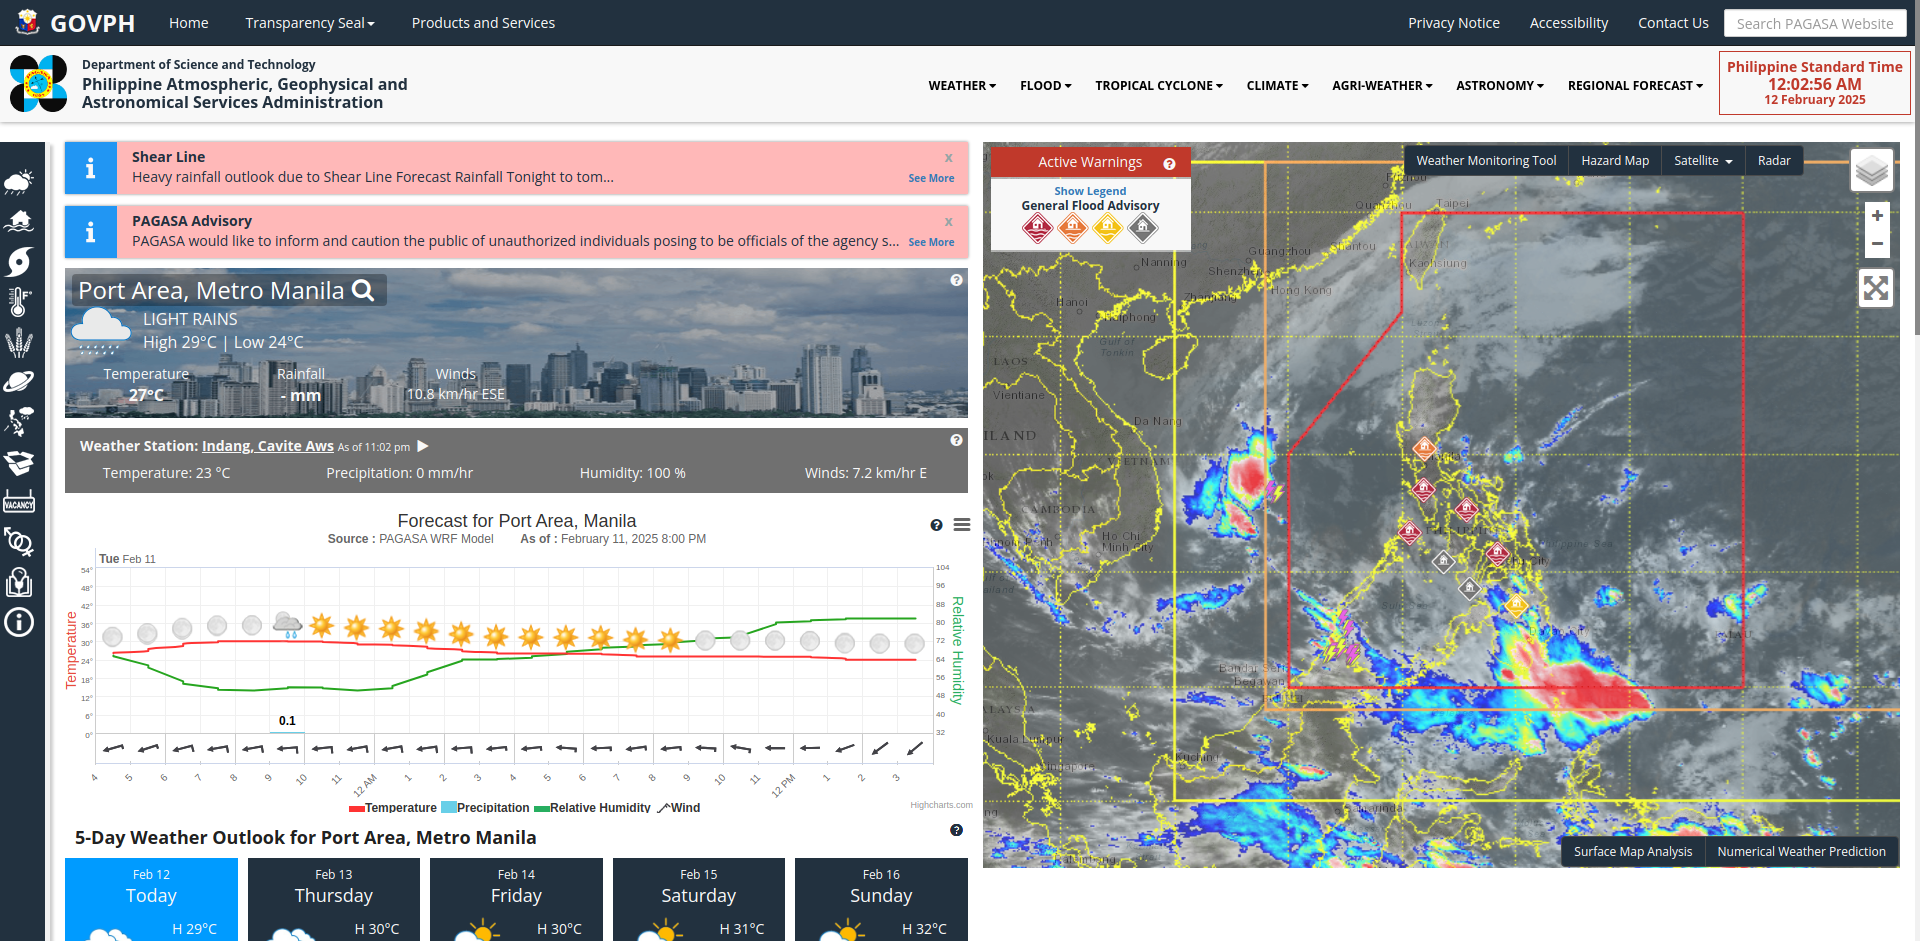 GOVPH
Home
Transparency Seal
Products and Services
Privacy Notice
Accessibility
Contact Us
Search PAGASA Website
Department of Science and Technology
Philippine Atmospheric, Geophysical and
Astronomical Services Administration
WEATHER
FLOOD
TROPICAL CYCLONE
CLIMATE
AGRI-WEATHER
ASTRONOMY
REGIONAL FORECAST
Philippine Standard Time
12:02:56 AM
12 February 2025
Shear Line
x
Heavy rainfall outlook due to Shear Line Forecast Rainfall Tonight to tom...
See More
PAGASA Advisory
x
PAGASA would like to inform and caution the public of unauthorized individuals posing to be officials of the agency s...
See More
Port Area, Metro Manila
LIGHT RAINS
High 29°C | Low 24°C
Temperature
27°C
Rainfall
- mm
Winds
10.8 km/hr ESE
Weather Station: Indang, Cavite Aws As of 11:02 pm
Temperature: 23 °C
Precipitation: 0 mm/hr
Humidity: 100 %
Winds: 7.2 km/hr E
Forecast for Port Area, Manila
Source : PAGASA WRF Model As of : February 11, 2025 8:00 PM
Tue Feb 11
Temperature
54°
48°
42°
36°
30°
24°
18°
12°
6°
0°
104
96
88
80
72
64
56
48
40
32
Relative Humidity
0.1
4 5 6 7 8 9 10 11 12 AM 1 2 3 4 5 6 7 8 9 10 11 12 PM 1 2 3
Temperature Precipitation Relative Humidity Wind
Highcharts.com
5-Day Weather Outlook for Port Area, Metro Manila
Feb 12
Today
H 29°C
Feb 13
Thursday
H 30°C
Feb 14
Friday
H 30°C
Feb 15
Saturday
H 31°C
Feb 16
Sunday
H 32°C
VACANCY
Active Warnings
Show Legend
General Flood Advisory
Weather Monitoring Tool
Hazard Map
Satellite
Radar
+
−
Taipei
Shantou
Guangzhou
Kaohsiung
Nanning
Shenzhen
Hong Kong
Zhanjiang
Hanoi
Haiphong
Gulf of
Tonkin
LAOS
Vientiane
Da Nang
ILAND
VIETNAM
CAMBODIA
Ho Chi
Minh City
Bandar Seri
Begawan
PALAU
Kuala Lumpur
Kuching
Samarinda
Surface Map Analysis
Numerical Weather Prediction